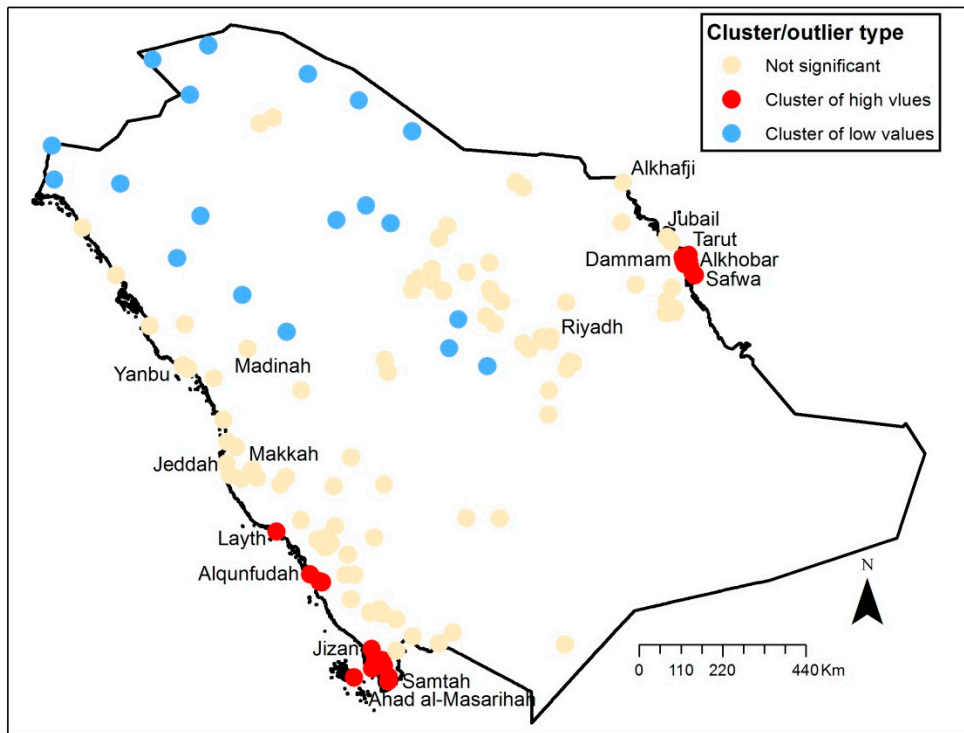 Cluster/outlier type
Not significant
Cluster of high vlues
Cluster of low values
Alkhafji
Jubail
Tarut
Dammam
Alkhobar
Safwa
Riyadh
Madinah
Yanbu
Makkah
Jeddah
Layth
Alqunfudah
N
Jizan
Samtah
Ahad al-Masarihah
0 110 220 440 Km